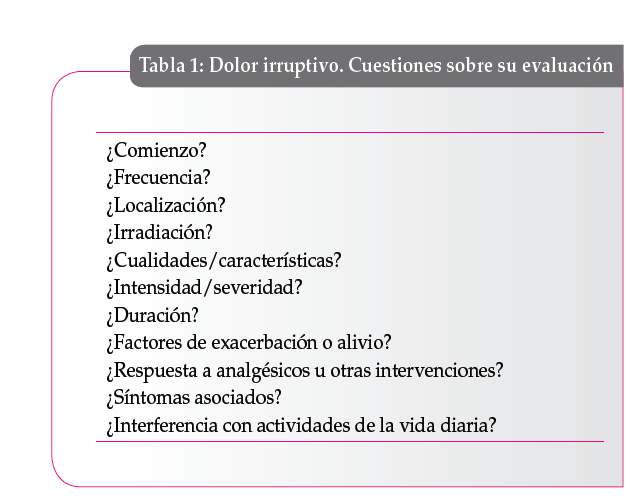 Tabla 1: Dolor irruptivo. Cuestiones sobre su evaluación
¿Comienzo?
¿Frecuencia?
¿Localización?
¿Irradiación?
¿Cualidades/características?
¿Intensidad/severidad?
¿Duración?
¿Factores de exacerbación o alivio?
¿Respuesta a analgésicos u otras intervenciones?
¿Síntomas asociados?
¿Interferencia con actividades de la vida diaria?